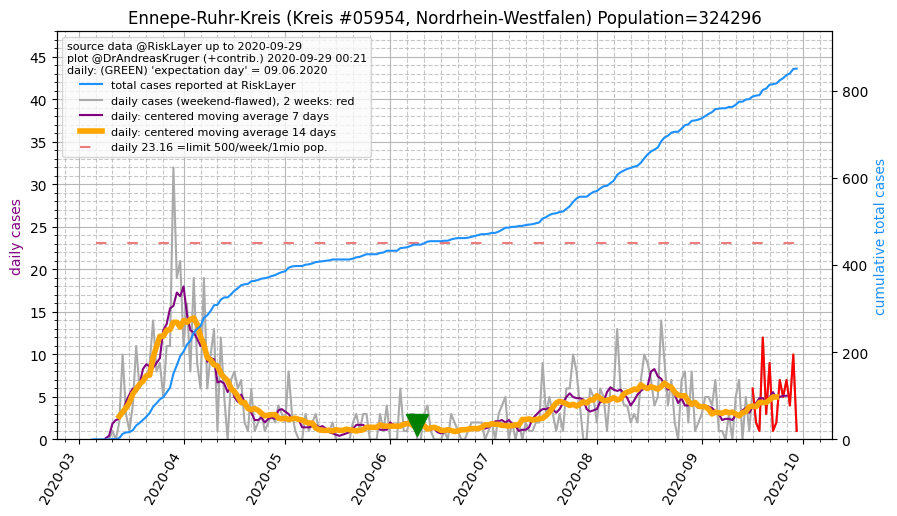 Ennepe-Ruhr-Kreis (Kreis #05954, Nordrhein-Westfalen) Population=324296
source data @RiskLayer up to 2020-09-29
plot @DrAndreasKruger (+contrib.) 2020-09-29 00:21
daily: (GREEN) 'expectation day' = 09.06.2020
total cases reported at RiskLayer
daily cases (weekend-flawed), 2 weeks: red
daily: centered moving average 7 days
daily: centered moving average 14 days
daily 23.16 =limit 500/week/1mio pop.
daily cases
45
40
35
30
25
20
15
10
5
0
cumulative total cases
800
600
400
200
0
2020-03
2020-04
2020-05
2020-06
2020-07
2020-08
2020-09
2020-10